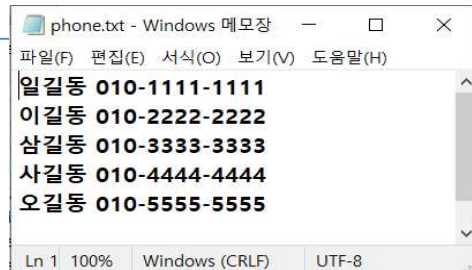 phone.txt - Windows 메모장
파일(F) 편집(E) 서식(O) 보기(V) 도움말(H)
일길동 010-1111-1111
이길동 010-2222-2222
삼길동 010-3333-3333
사길동 010-4444-4444
오길동 010-5555-5555
Ln 1 100% Windows (CRLF) UTF-8